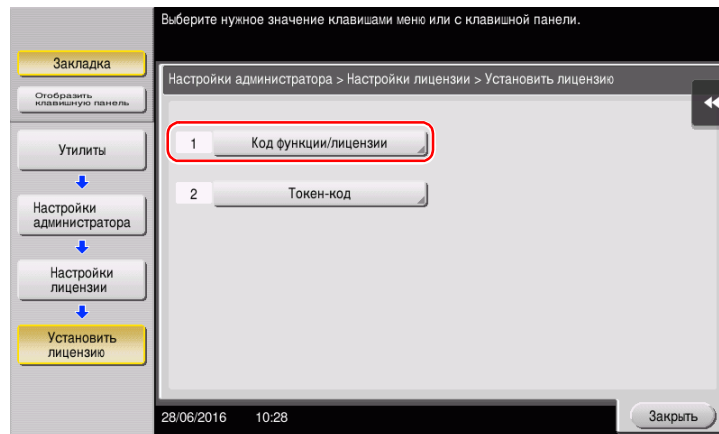 Выберите нужное значение клавишами меню или с клавишной панели.
Закладка
Отобразить
клавишную панель
Настройки администратора > Настройки лицензии > Установить лицензию
Утилиты
1 Код функции/лицензии
2 Токен-код
Настройки
администратора
Настройки
лицензии
Установить
лицензию
28/06/2016 10:28
Закрыть